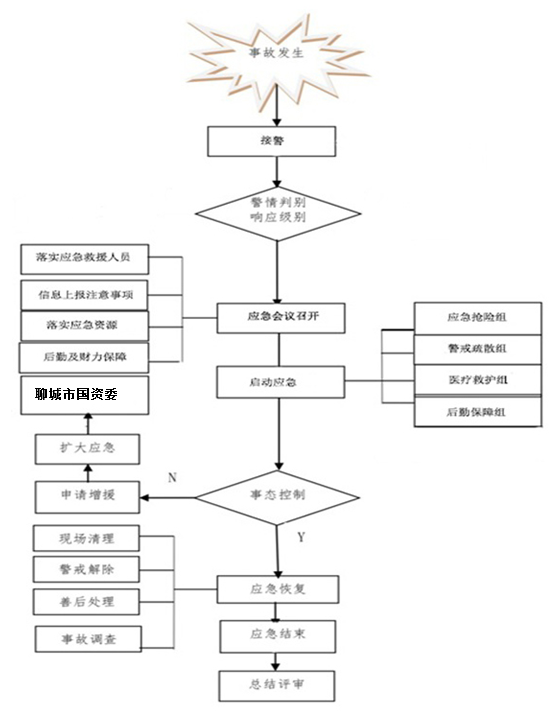 事故发生
接警
警情判别
响应级别
落实应急救援人员
信息上报注意事项
落实应急资源
后勤及财力保障
应急会议召开
应急抢险组
警戒疏散组
医疗救护组
后勤保障组
启动应急
聊城市国资委
扩大应急
申请增援
N
事态控制
Y
现场清理
警戒解除
善后处理
事故调查
应急恢复
应急结束
总结评审